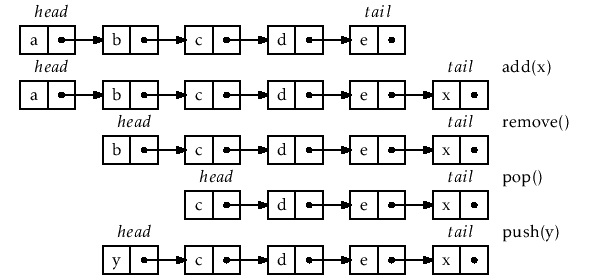 head tail
a b c d e
head tail add(x)
a b c d e x
head tail remove()
b c d e x
head tail pop()
c d e x
head tail push(y)
y c d e x